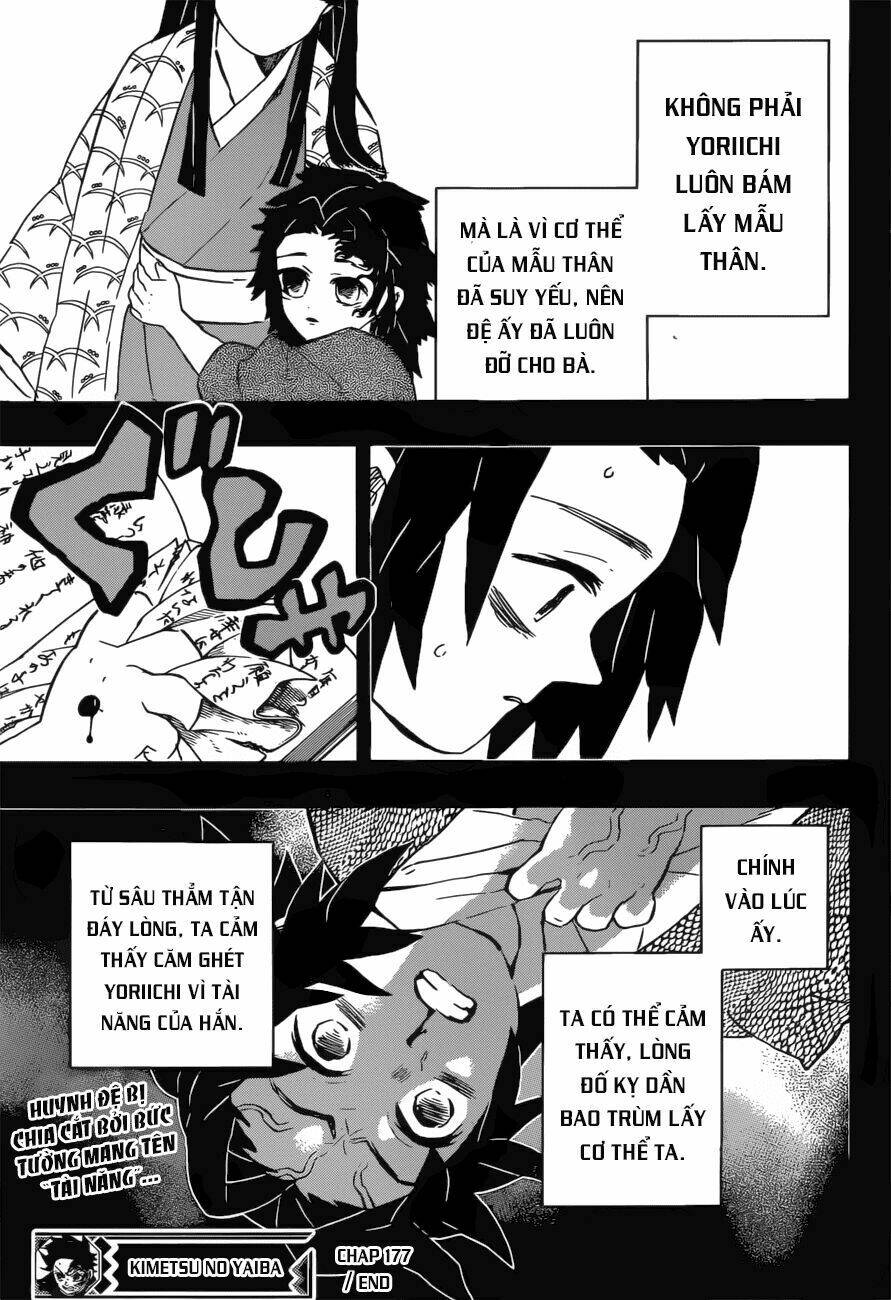 KHÔNG PHẢI
YORIICHI
LUÔN BÁM
LẤY MẪU
THÂN.
MÀ LÀ VÌ CƠ THỂ
CỦA MẪU THÂN
ĐÃ SUY YẾU, NÊN
ĐỆ ẤY ĐÃ LUÔN
ĐỠ CHO BÀ.
ぐしゃ
CHÍNH
VÀO LÚC
ẤY.
TA CÓ THỂ CẢM
THẤY, LÒNG
ĐỐ KỴ DẦN
BAO TRÙM LẤY
CƠ THỂ TA.
TỪ SÂU THẲM TẬN
ĐÁY LÒNG, TA CẢM
THẤY CĂM GHÉT
YORIICHI VÌ TÀI
NĂNG CỦA HẮN.
HUYNH ĐỆ BỊ
CHIA CẮT BỞI BỨC
TƯỜNG MANG TÊN
"TÀI NĂNG"...
KIMETSU NO YAIBA
CHAP 177
/ END